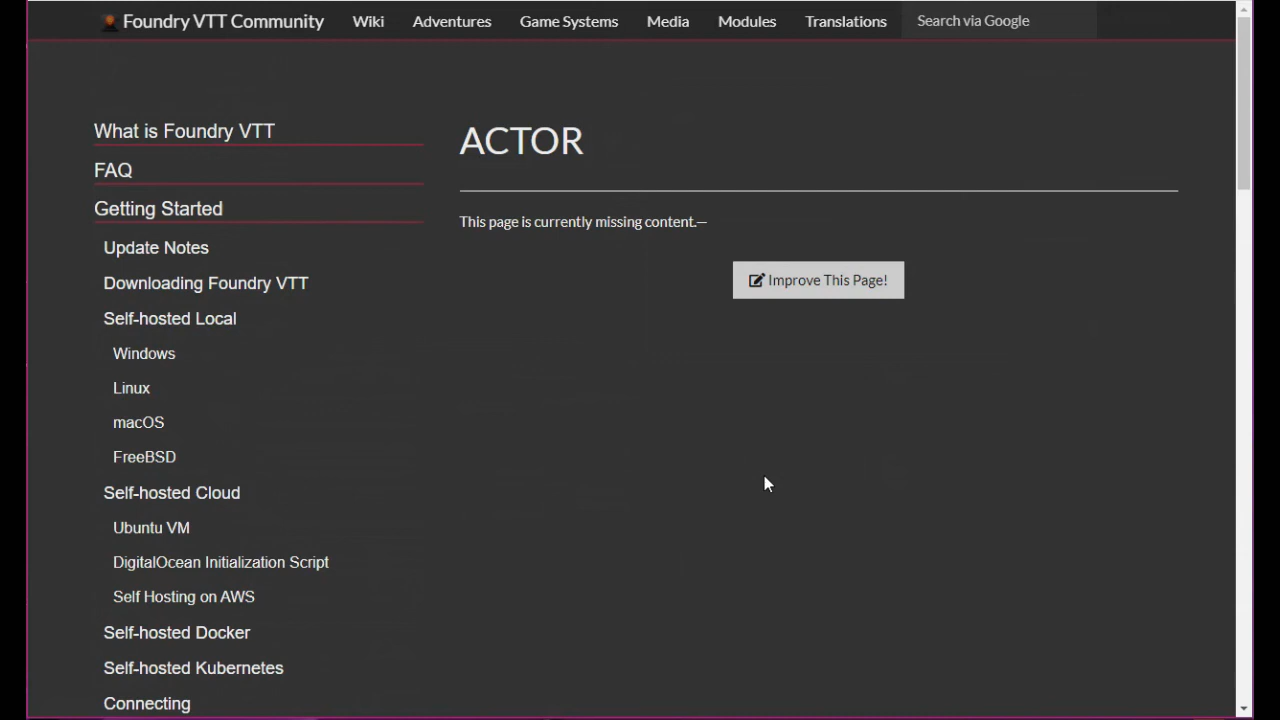 Foundry VTT Community Wiki Adventures Game Systems Media Modules Translations Search via Google
What is Foundry VTT
FAQ
Getting Started
Update Notes
Downloading Foundry VTT
Self-hosted Local
Windows
Linux
macOS
FreeBSD
Self-hosted Cloud
Ubuntu VM
DigitalOcean Initialization Script
Self Hosting on AWS
Self-hosted Docker
Self-hosted Kubernetes
Connecting
ACTOR
This page is currently missing content.—
Improve This Page!